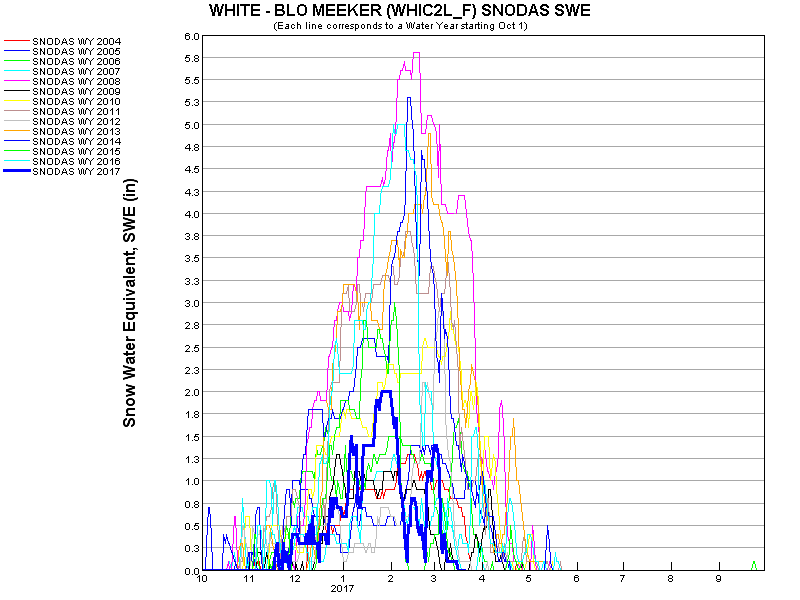 WHITE - BLO MEEKER (WHIC2L_F) SNODAS SWE
(Each line corresponds to a Water Year starting Oct 1)
SNODAS WY 2004
SNODAS WY 2005
SNODAS WY 2006
SNODAS WY 2007
SNODAS WY 2008
SNODAS WY 2009
SNODAS WY 2010
SNODAS WY 2011
SNODAS WY 2012
SNODAS WY 2013
SNODAS WY 2014
SNODAS WY 2015
SNODAS WY 2016
SNODAS WY 2017
Snow Water Equivalent, SWE (in)
6.0
5.8
5.5
5.3
5.0
4.8
4.5
4.3
4.0
3.8
3.5
3.3
3.0
2.8
2.5
2.3
2.0
1.8
1.5
1.3
1.0
0.8
0.5
0.3
0.0
10 11 12 1 2 3 4 5 6 7 8 9
2017